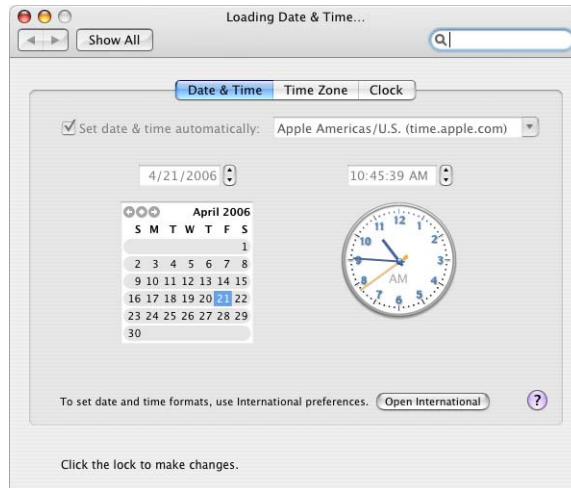 Loading Date & Time...
Show All
Date & Time Time Zone Clock
Set date & time automatically: Apple Americas/U.S. (time.apple.com)
4/21/2006 10:45:39 AM
April 2006
S M T W T F S
1
2 3 4 5 6 7 8
9 10 11 12 13 14 15
16 17 18 19 20 21 22
23 24 25 26 27 28 29
30
12 1 2 3 4 5 6 7 8 9 10 11
AM
To set date and time formats, use International preferences. Open International ?
Click the lock to make changes.